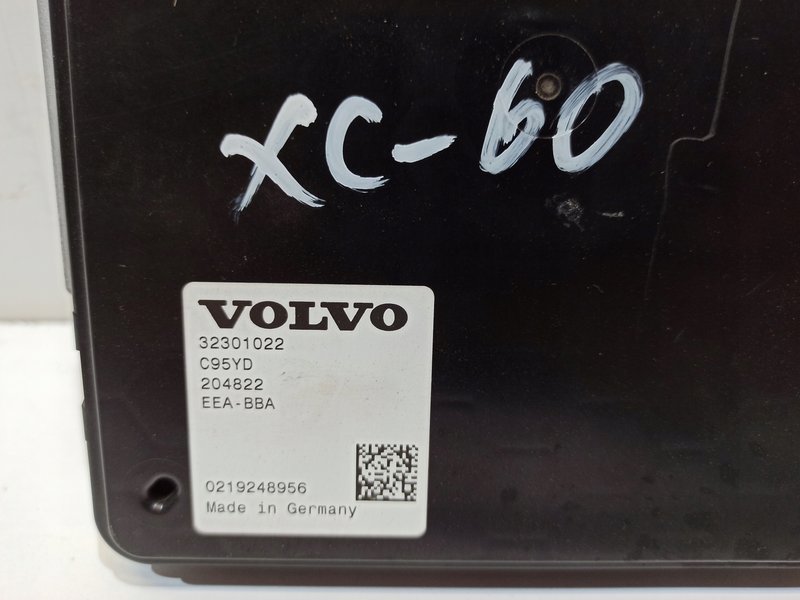 XC-60
VOLVO
32301022
C95YD
204822
EEA-BBA
0219248956
Made in Germany